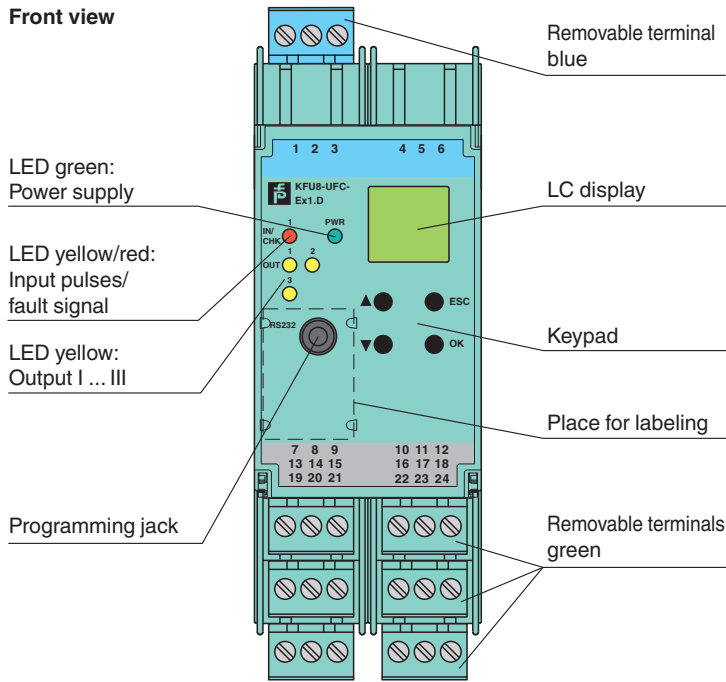 Front view
Removable terminal
blue
1 2 3 4 5 6
LED green:
Power supply
KFU8-UFC-
Ex1.D
LC display
1
PWR
IN/
CHK
LED yellow/red:
Input pulses/
fault signal
1 2
OUT
3
▲ ESC
RS232
Keypad
▼ OK
LED yellow:
Output I ... III
Place for labeling
7 8 9 10 11 12
13 14 15 16 17 18
19 20 21 22 23 24
Programming jack
Removable terminals
green